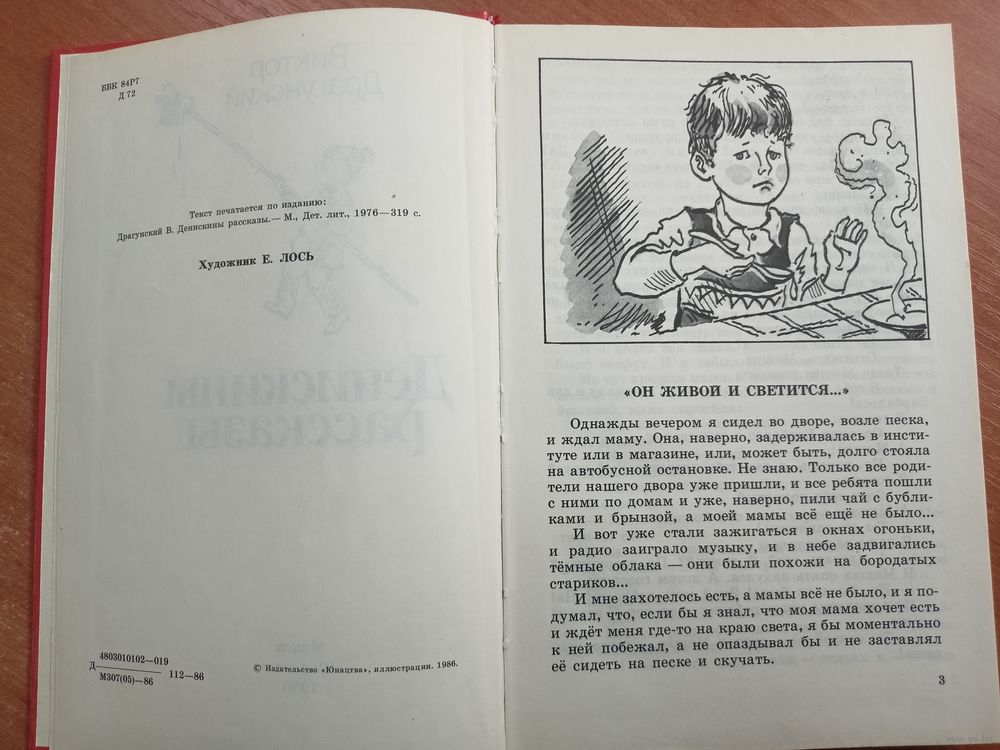 ББК 84Р7
Д 72
Текст печатается по изданию:
Драгунский В. Денискины рассказы.— М., Дет. лит., 1976—319 с.
Художник Е. ЛОСЬ
4803010102—019
Д
112—86
М307(05)—86
© Издательство «Юнацтва», иллюстрации. 1986.
Виктор
Драгунский
Денискины
рассказы
«ОН ЖИВОЙ И СВЕТИТСЯ...»
Однажды вечером я сидел во дворе, возле песка,
и ждал маму. Она, наверно, задерживалась в инсти-
туте или в магазине, или, может быть, долго стояла
на автобусной остановке. Не знаю. Только все роди-
тели нашего двора уже пришли, и все ребята пошли
с ними по домам и уже, наверно, пили чай с бубли-
ками и брынзой, а моей мамы всё ещё не было...
И вот уже стали зажигаться в окнах огоньки,
и радио заиграло музыку, и в небе задвигались
тёмные облака — они были похожи на бородатых
стариков...
И мне захотелось есть, а мамы всё не было, и я по-
думал, что, если бы я знал, что моя мама хочет есть
и ждёт меня где-то на краю света, я бы моментально
к ней побежал, а не опаздывал бы и не заставлял
её сидеть на песке и скучать.
3
www.ay.by